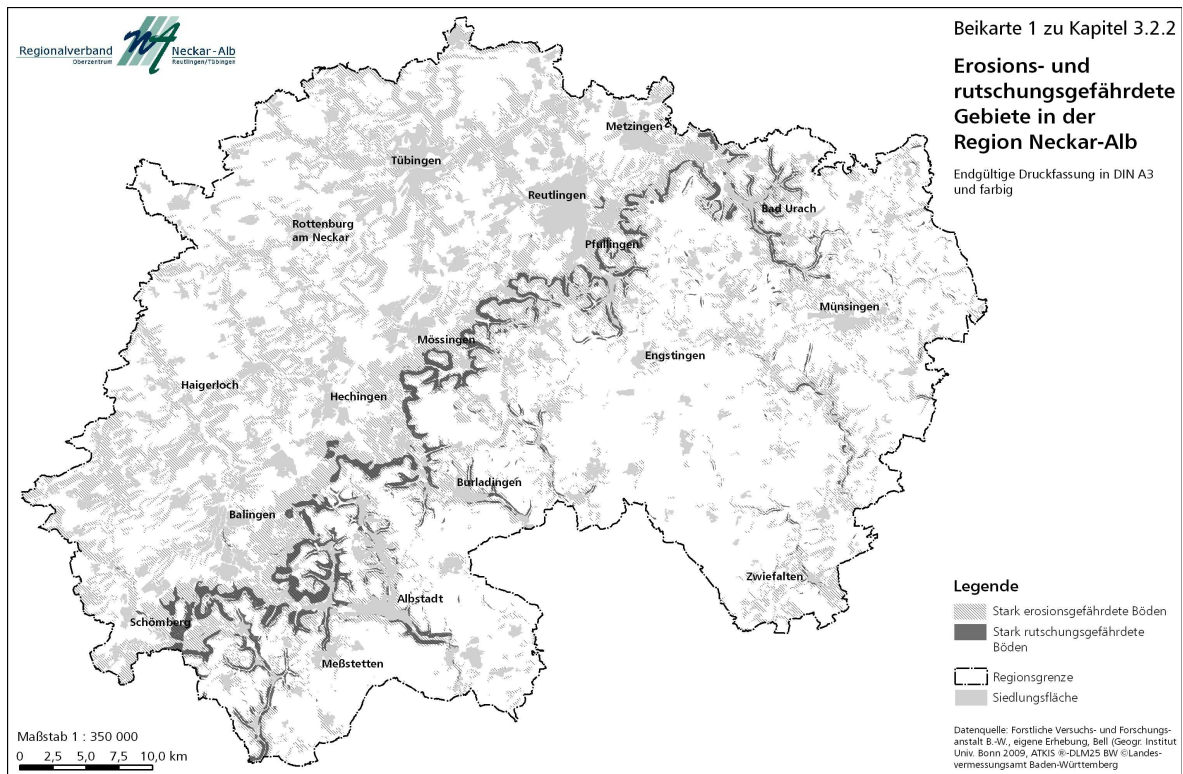 Regionalverband
Oberzentrum
Neckar-Alb
Reutlingen/Tübingen
Beikarte 1 zu Kapitel 3.2.2
Erosions- und
rutschungsgefährdete
Gebiete in der
Region Neckar-Alb
Endgültige Druckfassung in DIN A3
und farbig
Metzingen
Tübingen
Reutlingen
Bad Urach
Rottenburg
am Neckar
Pfullingen
Münsingen
Mössingen
Engstingen
Haigerloch
Hechingen
Burladingen
Balingen
Zwiefalten
Albstadt
Schömberg
Meßstetten
Legende
Stark erosionsgefährdete Böden
Stark rutschungsgefährdete
Böden
Regionsgrenze
Siedlungsfläche
Maßstab 1 : 350 000
0 2,5 5,0 7,5 10,0 km
Datenquelle: Forstliche Versuchs- und Forschungs-
anstalt B.-W., eigene Erhebung, Bell (Geogr. Institut
Univ. Bonn 2009, ATKIS ®-DLM25 BW ©Landes-
vermessungsamt Baden-Württemberg